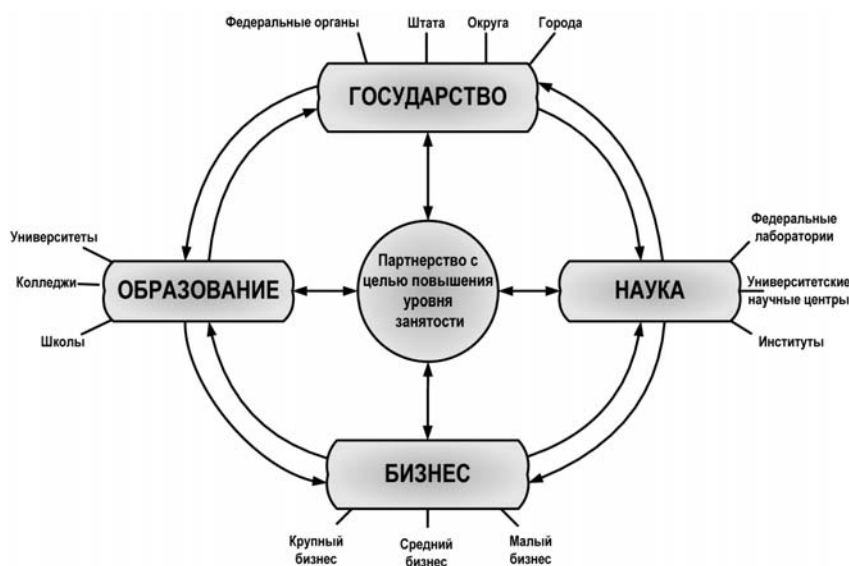 Федеральные органы
Штата
Округа
Города
ГОСУДАРСТВО
Университеты
Колледжи
Школы
ОБРАЗОВАНИЕ
Партнерство с
целью повышения
уровня
занятости
НАУКА
Федеральные
лаборатории
Университетские
научные центры
Институты
БИЗНЕС
Крупный
бизнес
Средний
бизнес
Малый
бизнес